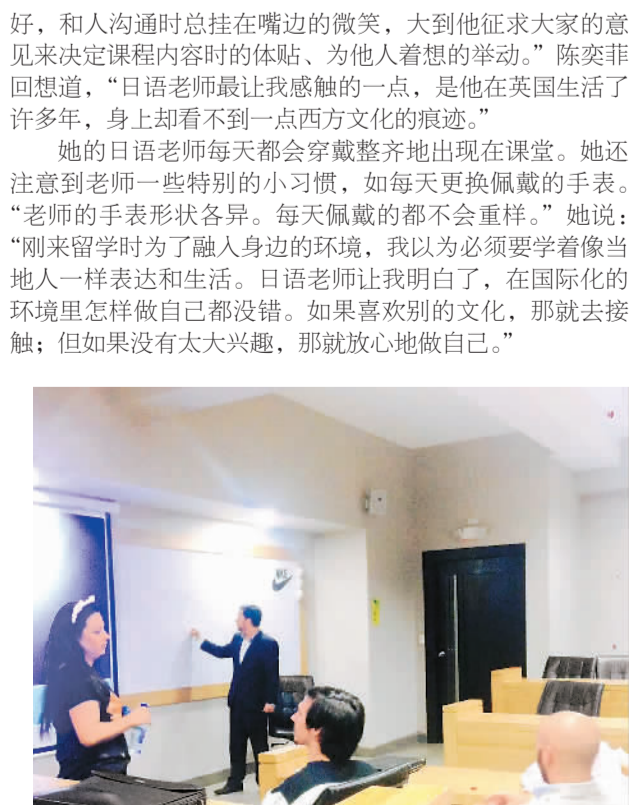 好，和人沟通时总挂在嘴边的微笑，大到他征求大家的意
见来决定课程内容时的体贴、为他人着想的举动。”陈奕菲
回想道，“日语老师最让我感触的一点，是他在英国生活了
许多年，身上却看不到一点西方文化的痕迹。”
她的日语老师每天都会穿戴整齐地出现在课堂。她还
注意到老师一些特别的小习惯，如每天更换佩戴的手表。
“老师的手表形状各异。每天佩戴的都不会重样。”她说：
“刚来留学时为了融入身边的环境，我以为必须要学着像当
地人一样表达和生活。日语老师让我明白了，在国际化的
环境里怎样做自己都没错。如果喜欢别的文化，那就去接
触；但如果没有太大兴趣，那就放心地做自己。”